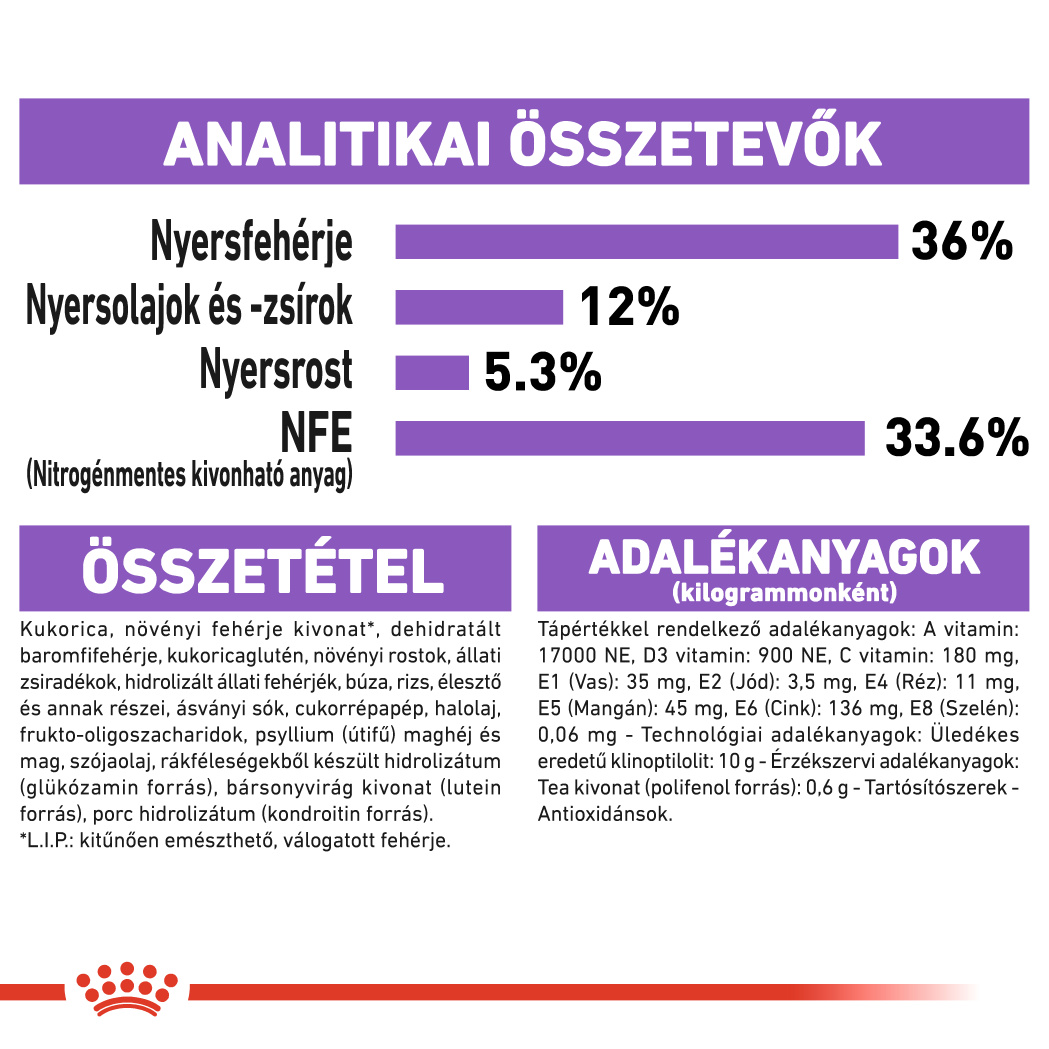 ANALITIKAI ÖSSZETEVŐK
Nyersfehérje 36%
Nyersolajok és -zsírok 12%
Nyersrost 5.3%
NFE 33.6%
(Nitrogénmentes kivonható anyag)
ÖSSZETÉTEL
Kukorica, növényi fehérje kivonat*, dehidratált
baromfifehérje, kukoricaglutén, növényi rostok, állati
zsiradékok, hidrolizált állati fehérjék, búza, rizs, élesztő
és annak részei, ásványi sók, cukorrépapép, halolaj,
frukto-oligoszacharidok, psyllium (útifű) maghéj és
mag, szójaolaj, rákféleségekből készült hidrolizátum
(glükózamin forrás), bársonyvirág kivonat (lutein
forrás), porc hidrolizátum (kondroitin forrás).
*L.I.P.: kitűnően emészthető, válogatott fehérje.
ADALÉKANYAGOK
(kilogrammonként)
Tápértékkel rendelkező adalékanyagok: A vitamin:
17000 NE, D3 vitamin: 900 NE, C vitamin: 180 mg,
E1 (Vas): 35 mg, E2 (Jód): 3,5 mg, E4 (Réz): 11 mg,
E5 (Mangán): 45 mg, E6 (Cink): 136 mg, E8 (Szelén):
0,06 mg - Technológiai adalékanyagok: Üledékes
eredetű klinoptilolit: 10 g - Érzékszervi adalékanyagok:
Tea kivonat (polifenol forrás): 0,6 g - Tartósítószerek -
Antioxidánsok.